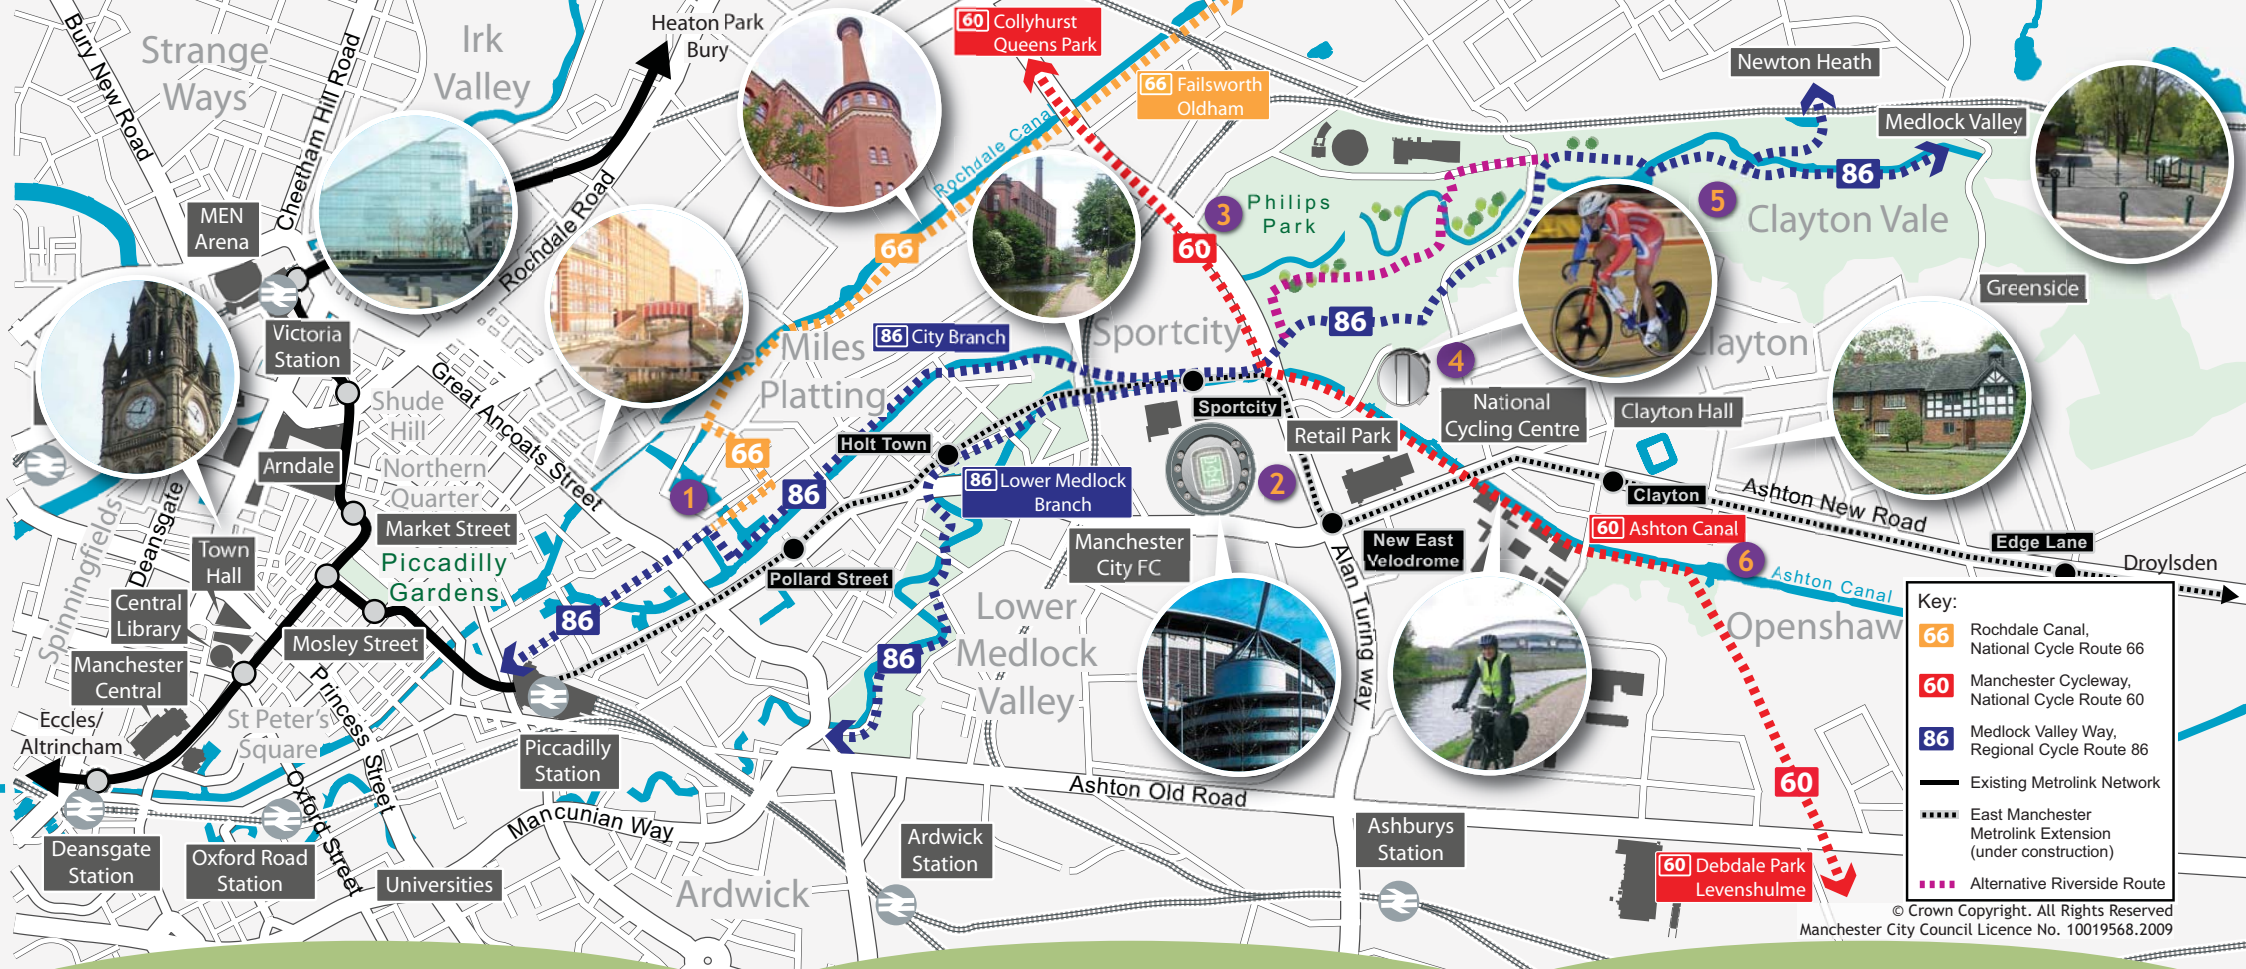 Strange
Ways
Irk
Valley
Bury New Road
Cheetham Hill Road
Heaton Park
Bury
60 Collyhurst
Queens Park
66 Failsworth
Oldham
Rochdale Canal
Newton Heath
Medlock Valley
86
5
Clayton Vale
Greenside
MEN
Arena
Rochdale Road
66
3
Philips
Park
60
86
Victoria
Station
Miles
Platting
86 City Branch
Sportcity
4
Clayton
Great Ancoats Street
Shude
Hill
Northern
Quarter
Arndale
Market Street
Holt Town
Sportcity
Retail Park
National
Cycling Centre
Clayton Hall
66
1
86
86 Lower Medlock
Branch
2
Clayton
Ashton New Road
Edge Lane
Droylsden
Spinningfields
Deansgate
Town
Hall
Piccadilly
Gardens
Central
Library
Mosley Street
Manchester
Central
Pollard Street
Manchester
City FC
New East
Velodrome
60 Ashton Canal
6
Ashton Canal
Openshaw
Alan Turing way
86
86
Lower
Medlock
Valley
Eccles/
Altrincham
St Peter's
Square
Princess Street
Oxford Street
Piccadilly
Station
Deansgate
Station
Oxford Road
Station
Universities
Mancunian Way
Ardwick
Ardwick
Station
Ashton Old Road
Ashburys
Station
60
60 Debdale Park
Levenshulme
Key:
66 Rochdale Canal,
National Cycle Route 66
60 Manchester Cycleway,
National Cycle Route 60
86 Medlock Valley Way,
Regional Cycle Route 86
Existing Metrolink Network
East Manchester
Metrolink Extension
(under construction)
Alternative Riverside Route
© Crown Copyright. All Rights Reserved
Manchester City Council Licence No. 10019568.2009